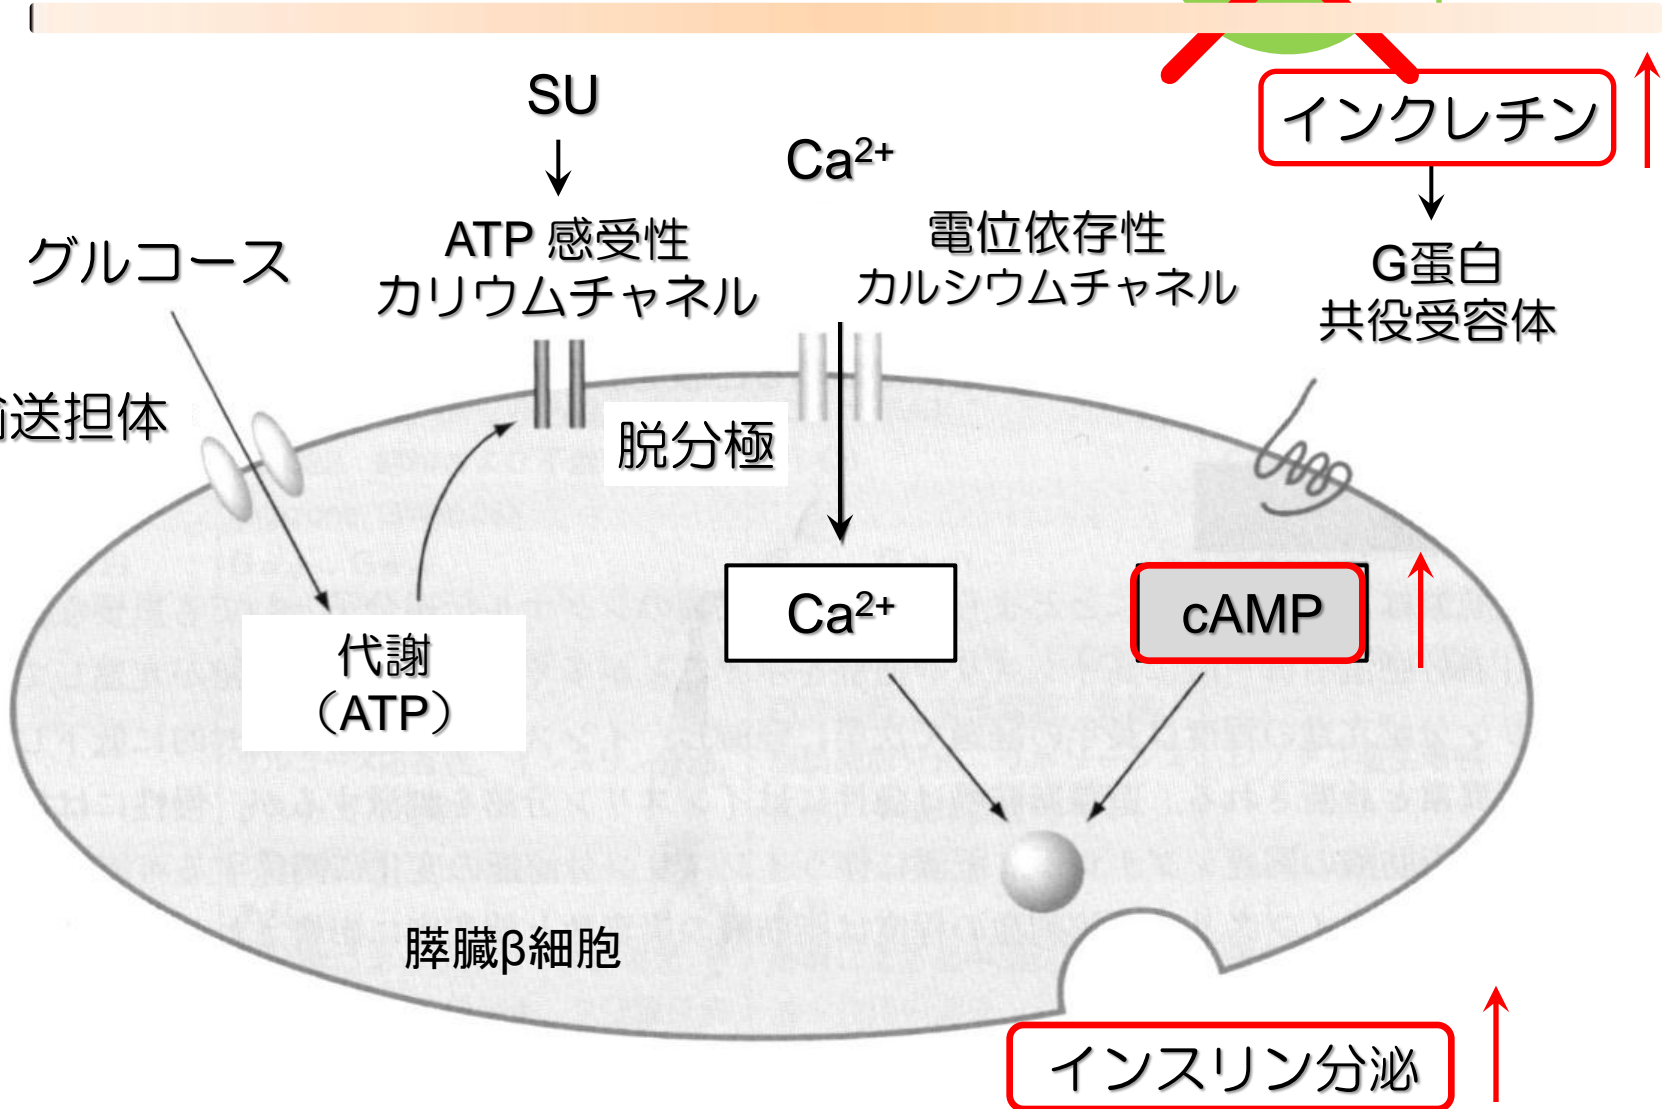 SU
Ca²⁺
インクレチン
グルコース
ATP 感受性
カリウムチャネル
電位依存性
カルシウムチャネル
G蛋白
共役受容体
送担体
脱分極
代謝
（ATP）
Ca²⁺
cAMP
膵臓β細胞
インスリン分泌